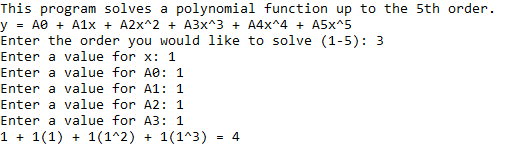 This program solves a polynomial function up to the 5th order.
y = A0 + A1x + A2x^2 + A3x^3 + A4x^4 + A5x^5
Enter the order you would like to solve (1-5): 3
Enter a value for x: 1
Enter a value for A0: 1
Enter a value for A1: 1
Enter a value for A2: 1
Enter a value for A3: 1
1 + 1(1) + 1(1^2) + 1(1^3) = 4